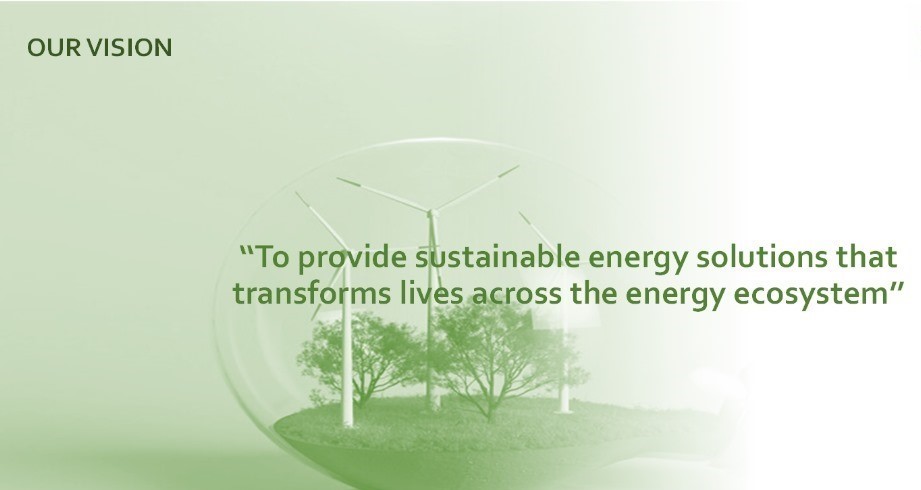 OUR VISION
“To provide sustainable energy solutions that
transforms lives across the energy ecosystem”